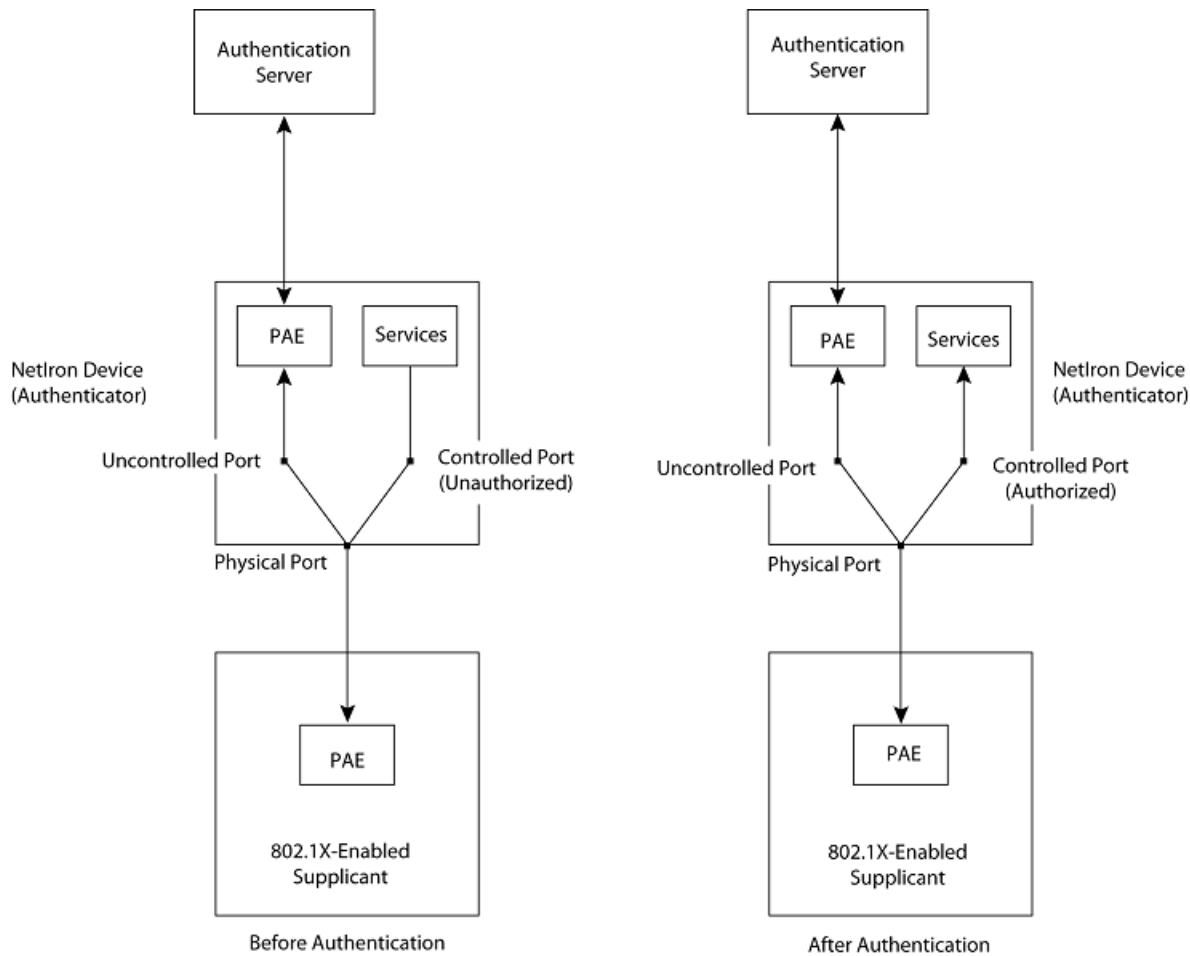 Authentication
Server
PAE
Services
NetIron Device
(Authenticator)
Uncontrolled Port
Controlled Port
(Unauthorized)
Physical Port
PAE
802.1X-Enabled
Supplicant
Before Authentication
Authentication
Server
PAE
Services
NetIron Device
(Authenticator)
Uncontrolled Port
Controlled Port
(Authorized)
Physical Port
PAE
802.1X-Enabled
Supplicant
After Authentication